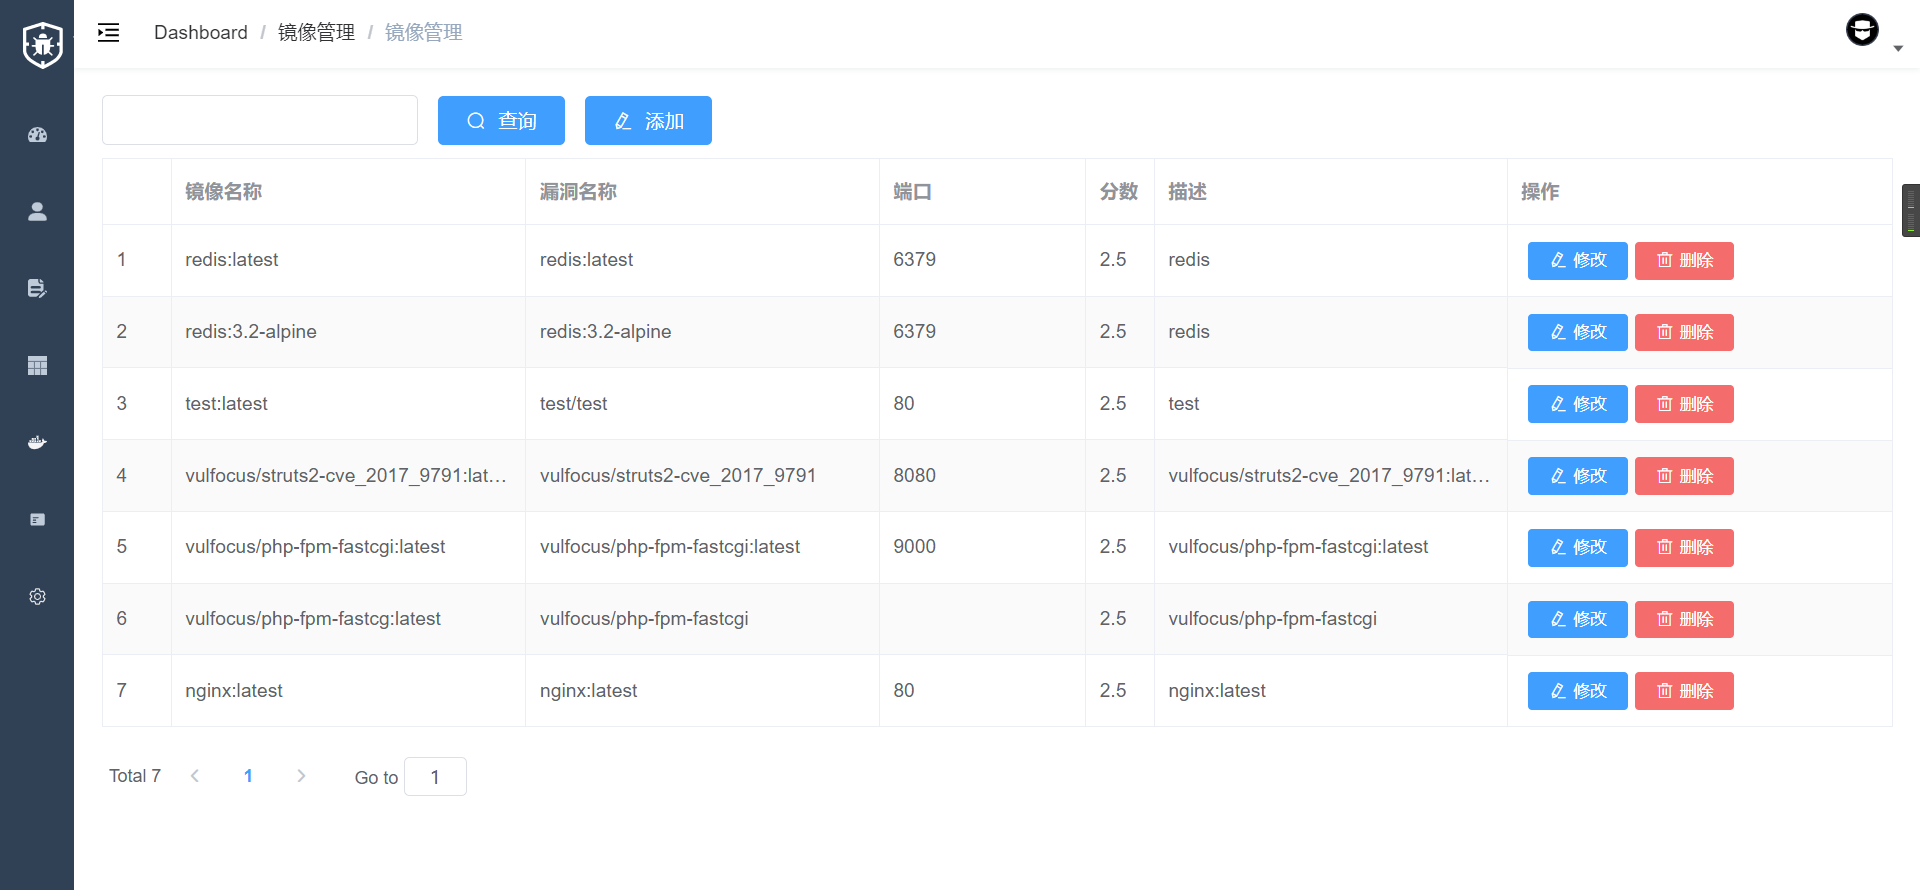 Dashboard / 镜像管理 / 镜像管理
查询 添加
镜像名称 漏洞名称 端口 分数 描述 操作
1 redis:latest redis:latest 6379 2.5 redis 修改 删除
2 redis:3.2-alpine redis:3.2-alpine 6379 2.5 redis 修改 删除
3 test:latest test/test 80 2.5 test 修改 删除
4 vulfocus/struts2-cve_2017_9791:lat... vulfocus/struts2-cve_2017_9791 8080 2.5 vulfocus/struts2-cve_2017_9791:lat... 修改 删除
5 vulfocus/php-fpm-fastcgi:latest vulfocus/php-fpm-fastcgi:latest 9000 2.5 vulfocus/php-fpm-fastcgi:latest 修改 删除
6 vulfocus/php-fpm-fastcg:latest vulfocus/php-fpm-fastcgi 2.5 vulfocus/php-fpm-fastcgi 修改 删除
7 nginx:latest nginx:latest 80 2.5 nginx:latest 修改 删除
Total 7 1 Go to 1